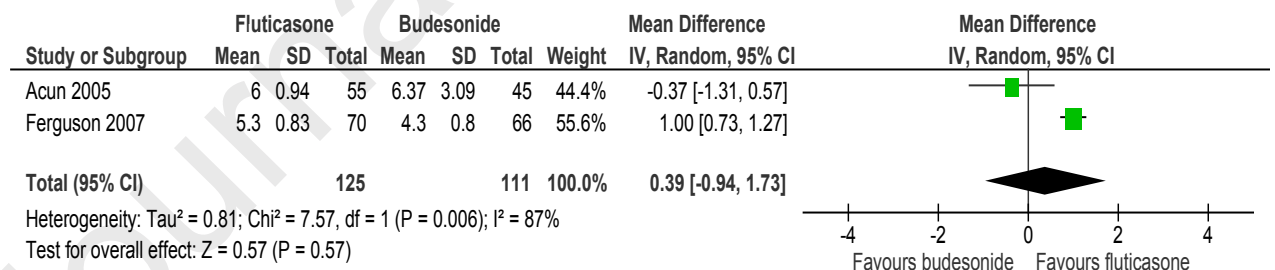 Fluticasone Budesonide Mean Difference Mean Difference
Study or Subgroup Mean SD Total Mean SD Total Weight IV, Random, 95% CI IV, Random, 95% CI
Acun 2005 6 0.94 55 6.37 3.09 45 44.4% -0.37 [-1.31, 0.57]
Ferguson 2007 5.3 0.83 70 4.3 0.8 66 55.6% 1.00 [0.73, 1.27]
Total (95% CI) 125 111 100.0% 0.39 [-0.94, 1.73]
Heterogeneity: Tau² = 0.81; Chi² = 7.57, df = 1 (P = 0.006); I² = 87%
Test for overall effect: Z = 0.57 (P = 0.57)
-4 -2 0 2 4
Favours budesonide Favours fluticasone